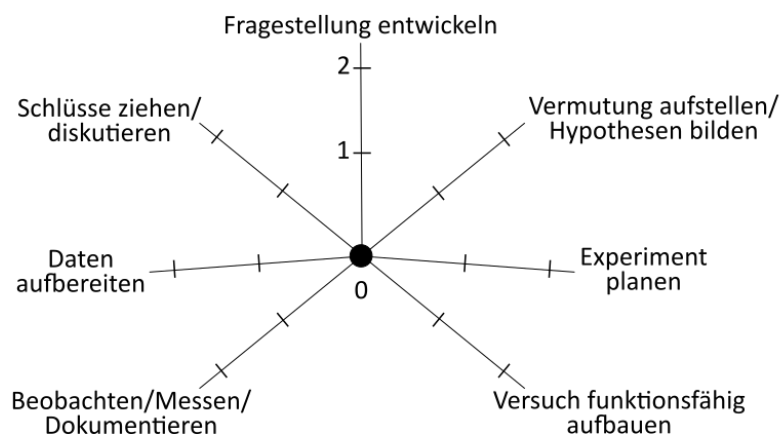 Fragestellung entwickeln
2
1
0
Vermutung aufstellen/
Hypothesen bilden
Experiment
planen
Versuch funktionsfähig
aufbauen
Beobachten/Messen/
Dokumentieren
Daten
aufbereiten
Schlüsse ziehen/
diskutieren